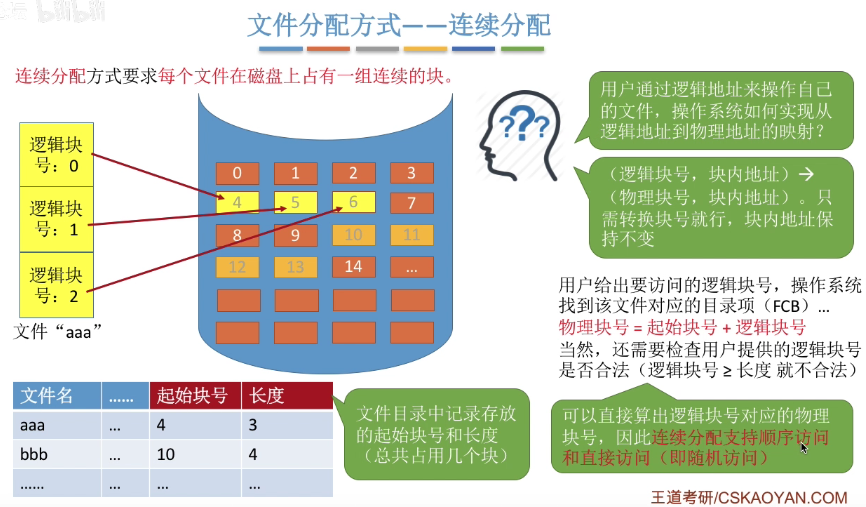 bilibili
文件分配方式——连续分配
连续分配方式要求每个文件在磁盘上占有一组连续的块。
逻辑块
号：0
逻辑块
号：1
逻辑块
号：2
文件“aaa”
0 1 2 3
4 5 6 7
8 9 10 11
12 13 14 ...
???
用户通过逻辑地址来操作自己
的文件，操作系统如何实现从
逻辑地址到物理地址的映射？
（逻辑块号，块内地址）→
（物理块号，块内地址）。只
需转换块号就行，块内地址保
持不变
用户给出要访问的逻辑块号，操作系统
找到该文件对应的目录项（FCB）...
物理块号 = 起始块号 + 逻辑块号
当然，还需要检查用户提供的逻辑块号
是否合法（逻辑块号 ≥ 长度 就不合法）
文件名 …… 起始块号 长度
aaa ... 4 3
bbb ... 10 4
…… ... ... ...
文件目录中记录存放
的起始块号和长度
（总共占用几个块）
可以直接算出逻辑块号对应的物理
块号，因此连续分配支持顺序访问
和直接访问（即随机访问）
王道考研/CSKAOYAN.COM